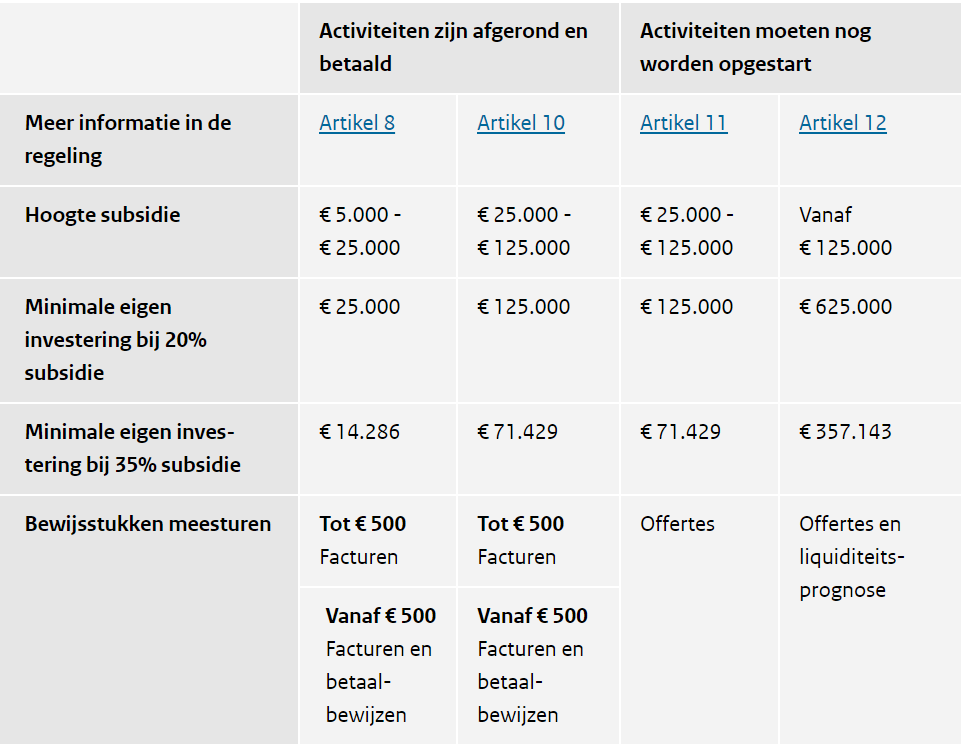 Activiteiten zijn afgerond en
betaald
Activiteiten moeten nog
worden opgestart
Meer informatie in de
regeling
Artikel 8
Artikel 10
Artikel 11
Artikel 12
Hoogte subsidie
€ 5.000 -
€ 25.000
€ 25.000 -
€ 125.000
€ 25.000 -
€ 125.000
Vanaf
€ 125.000
Minimale eigen
investering bij 20%
subsidie
€ 25.000
€ 125.000
€ 125.000
€ 625.000
Minimale eigen inves-
tering bij 35% subsidie
€ 14.286
€ 71.429
€ 71.429
€ 357.143
Bewijsstukken meesturen
Tot € 500
Facturen
Tot € 500
Facturen
Offertes
Offertes en
liquiditeits-
prognose
Vanaf € 500
Facturen en
betaal-
bewijzen
Vanaf € 500
Facturen en
betaal-
bewijzen